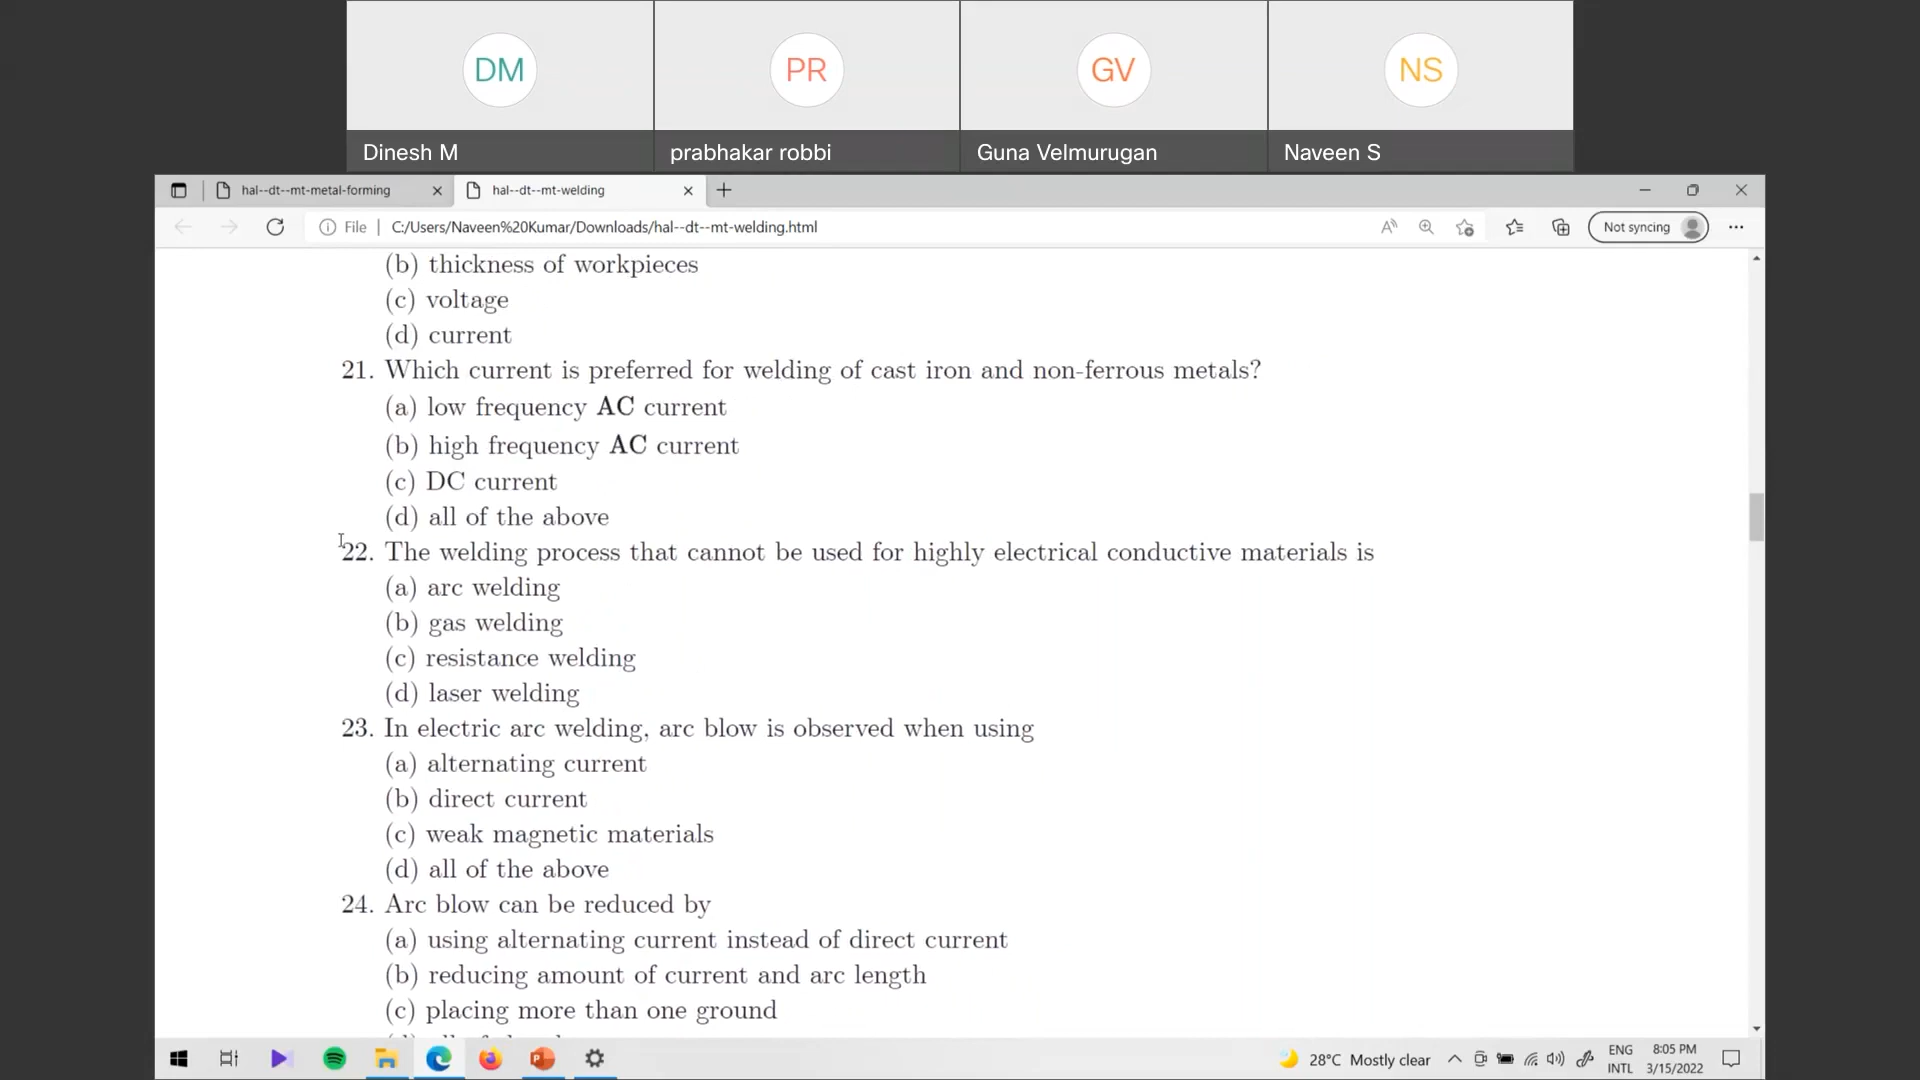 DM
PR
GV
NS
Dinesh M
prabhakar robbi
Guna Velmurugan
Naveen S
hal--dt--mt-metal-forming
hal--dt--mt-welding
File
C:/Users/Naveen%20Kumar/Downloads/hal--dt--mt-welding.html
Not syncing
(b) thickness of workpieces
(c) voltage
(d) current
21. Which current is preferred for welding of cast iron and non-ferrous metals?
(a) low frequency AC current
(b) high frequency AC current
(c) DC current
(d) all of the above
22. The welding process that cannot be used for highly electrical conductive materials is
(a) arc welding
(b) gas welding
(c) resistance welding
(d) laser welding
23. In electric arc welding, arc blow is observed when using
(a) alternating current
(b) direct current
(c) weak magnetic materials
(d) all of the above
24. Arc blow can be reduced by
(a) using alternating current instead of direct current
(b) reducing amount of current and arc length
(c) placing more than one ground
28°C Mostly clear
ENG
INTL
8:05 PM
3/15/2022